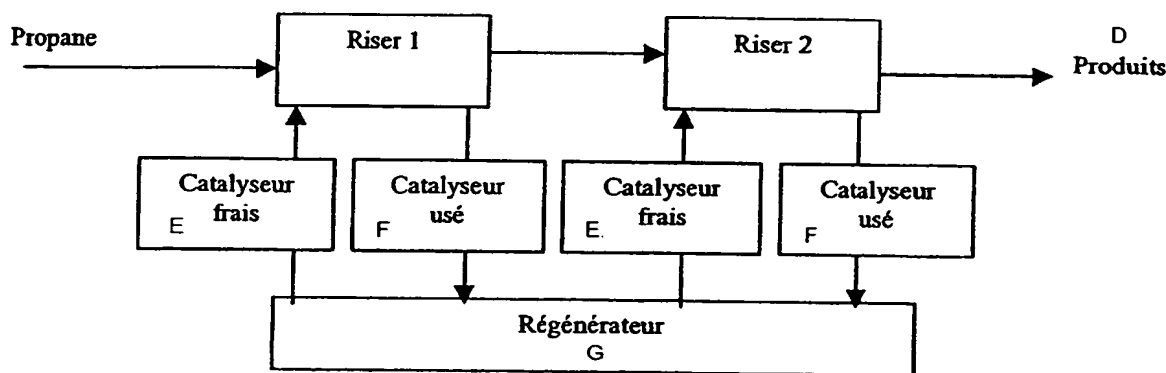 Propane
Riser 1
Riser 2
D
Produits
Catalyseur
frais
E
Catalyseur
usé
F
Catalyseur
frais
E.
Catalyseur
usé
F
Régénérateur
G